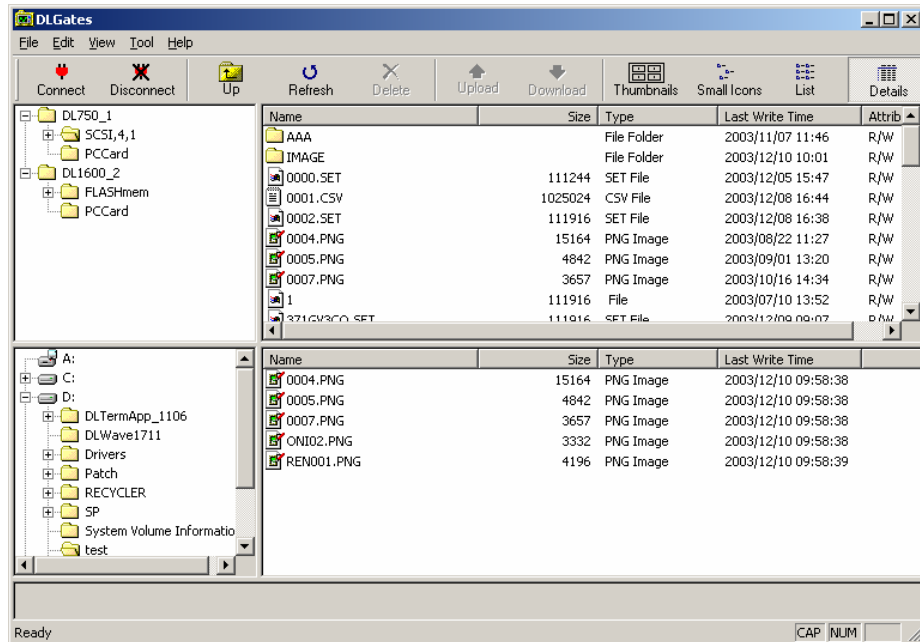 DLGates
File Edit View Tool Help
Connect Disconnect Up Refresh Delete Upload Download Thumbnails Small Icons List Details
DL750_1
SCSI,4,1
PCCard
DL1600_2
FLASHmem
PCCard
Name Size Type Last Write Time Attrib
AAA File Folder 2003/11/07 11:46 R/W
IMAGE File Folder 2003/12/10 10:01 R/W
0000.SET 111244 SET File 2003/12/05 15:47 R/W
0001.CSV 1025024 CSV File 2003/12/08 16:44 R/W
0002.SET 111916 SET File 2003/12/08 16:38 R/W
0004.PNG 15164 PNG Image 2003/08/22 11:27 R/W
0005.PNG 4842 PNG Image 2003/09/01 13:20 R/W
0007.PNG 3657 PNG Image 2003/10/16 14:34 R/W
1 111916 File 2003/07/10 13:52 R/W
111916 SET File 2003/12/09 09:07 R/W
A:
C:
D:
DLTermApp_1106
DLWave1711
Drivers
Patch
RECYCLER
SP
System Volume Informatio
test
Name Size Type Last Write Time
0004.PNG 15164 PNG Image 2003/12/10 09:58:38
0005.PNG 4842 PNG Image 2003/12/10 09:58:38
0007.PNG 3657 PNG Image 2003/12/10 09:58:38
ONI02.PNG 3332 PNG Image 2003/12/10 09:58:38
REN001.PNG 4196 PNG Image 2003/12/10 09:58:39
Ready CAP NUM